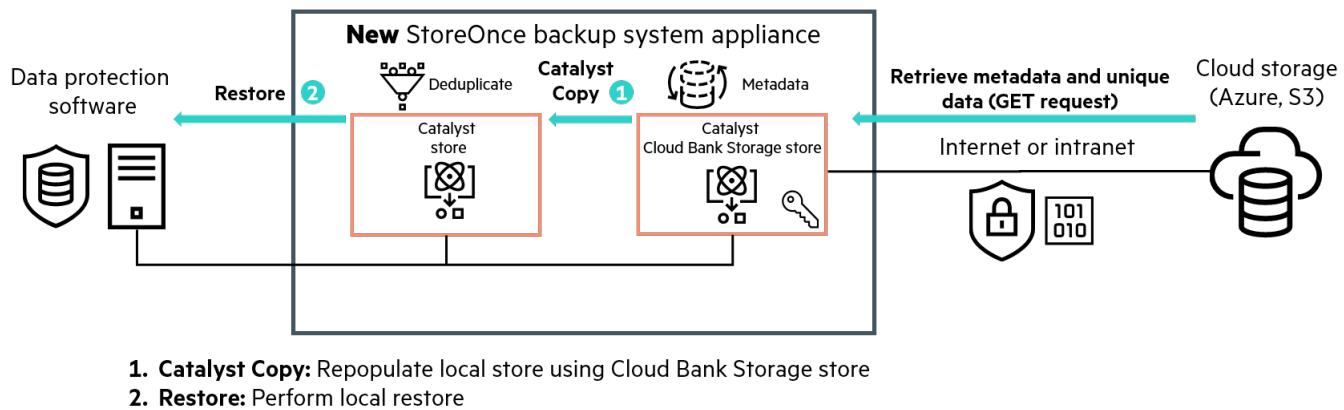 New StoreOnce backup system appliance
Data protection
software
Restore
2
Deduplicate
Catalyst
Copy
1
Metadata
Retrieve metadata and unique
data (GET request)
Cloud storage
(Azure, S3)
Catalyst
store
Catalyst
Cloud Bank Storage store
Internet or intranet
101
010
1. Catalyst Copy: Repopulate local store using Cloud Bank Storage store
2. Restore: Perform local restore